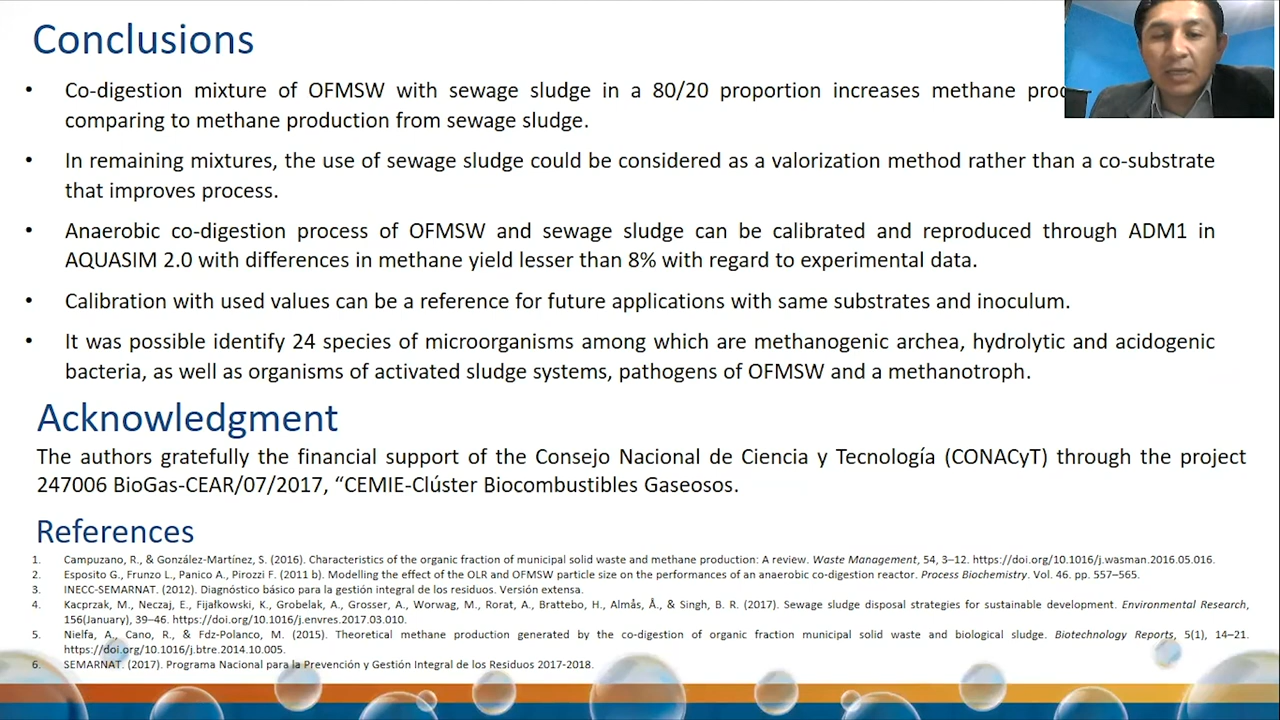 Conclusions
• Co-digestion mixture of OFMSW with sewage sludge in a 80/20 proportion increases methane
comparing to methane production from sewage sludge.
• In remaining mixtures, the use of sewage sludge could be considered as a valorization method rather than a co-substrate
that improves process.
• Anaerobic co-digestion process of OFMSW and sewage sludge can be calibrated and reproduced through ADM1 in
AQUASIM 2.0 with differences in methane yield lesser than 8% with regard to experimental data.
• Calibration with used values can be a reference for future applications with same substrates and inoculum.
• It was possible identify 24 species of microorganisms among which are methanogenic archea, hydrolytic and acidogenic
bacteria, as well as organisms of activated sludge systems, pathogens of OFMSW and a methanotroph.
Acknowledgment
The authors gratefully the financial support of the Consejo Nacional de Ciencia y Tecnología (CONACyT) through the project
247006 BioGas-CEAR/07/2017, “CEMIE-Clúster Biocombustibles Gaseosos.
References
1. Campuzano, R., & González-Martínez, S. (2016). Characteristics of the organic fraction of municipal solid waste and methane production: A review. Waste Management, 54, 3–12. https://doi.org/10.1016/j.wasman.2016.05.016.
2. Esposito G., Frunzo L., Panico A., Pirozzi F. (2011 b). Modelling the effect of the OLR and OFMSW particle size on the performances of an anaerobic co-digestion reactor. Process Biochemistry. Vol. 46. pp. 557–565.
3. INECC-SEMARNAT. (2012). Diagnóstico básico para la gestión integral de los residuos. Versión extensa.
4. Kacprzak, M., Neczaj, E., Fijałkowski, K., Grobelak, A., Grosser, A., Worwag, M., Rorat, A., Brattebo, H., Almås, Å., & Singh, B. R. (2017). Sewage sludge disposal strategies for sustainable development. Environmental Research,
156(January), 39–46. https://doi.org/10.1016/j.envres.2017.03.010.
5. Nielfa, A., Cano, R., & Fdz-Polanco, M. (2015). Theoretical methane production generated by the co-digestion of organic fraction municipal solid waste and biological sludge. Biotechnology Reports, 5(1), 14–21.
https://doi.org/10.1016/j.btre.2014.10.005.
6. SEMARNAT. (2017). Programa Nacional para la Prevención y Gestión Integral de los Residuos 2017-2018.